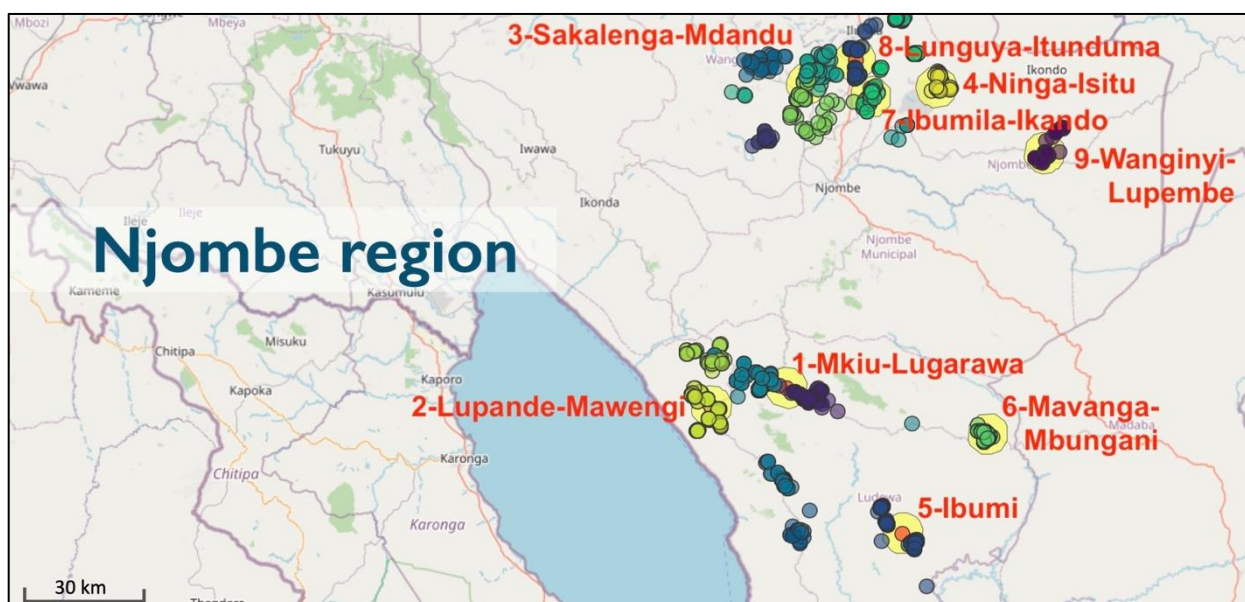 Mbozi
Mbeya
3-Sakalenga-Mdandu
8-Lunguya-Itunduma
Ikondo
4-Ninga-Isitu
Vwawa
7-Ibumila-Ikando
Tukuyu
Iwawa
9-Wanginyi-
Lupembe
Njombe
Ikonda
Ileje
Ileje
Njombe
Municipal
Njombe region
Kameme
Kasumulu
Misuku
Chitipa
1-Mkiu-Lugarawa
Kaporo
Kapoka
2-Lupande-Mawengi
6-Mavanga-
Mbungani
Madaba
Karonga
Chitipa
Ludewa
5-Ibumi
Karonga
30 km